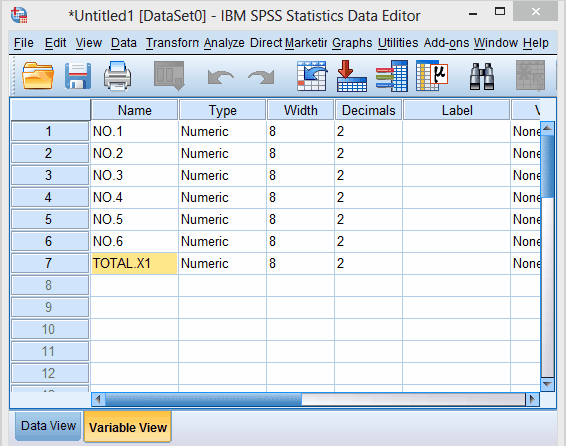 *Untitled1 [DataSet0] - IBM SPSS Statistics Data Editor
File Edit View Data Transform Analyze Direct Marketin Graphs Utilities Add-ons Window Help
μ
Name Type Width Decimals Label V
1 NO.1 Numeric 8 2 None
2 NO.2 Numeric 8 2 None
3 NO.3 Numeric 8 2 None
4 NO.4 Numeric 8 2 None
5 NO.5 Numeric 8 2 None
6 NO.6 Numeric 8 2 None
7 TOTAL.X1 Numeric 8 2 None
8
9
10
11
12
Data View Variable View